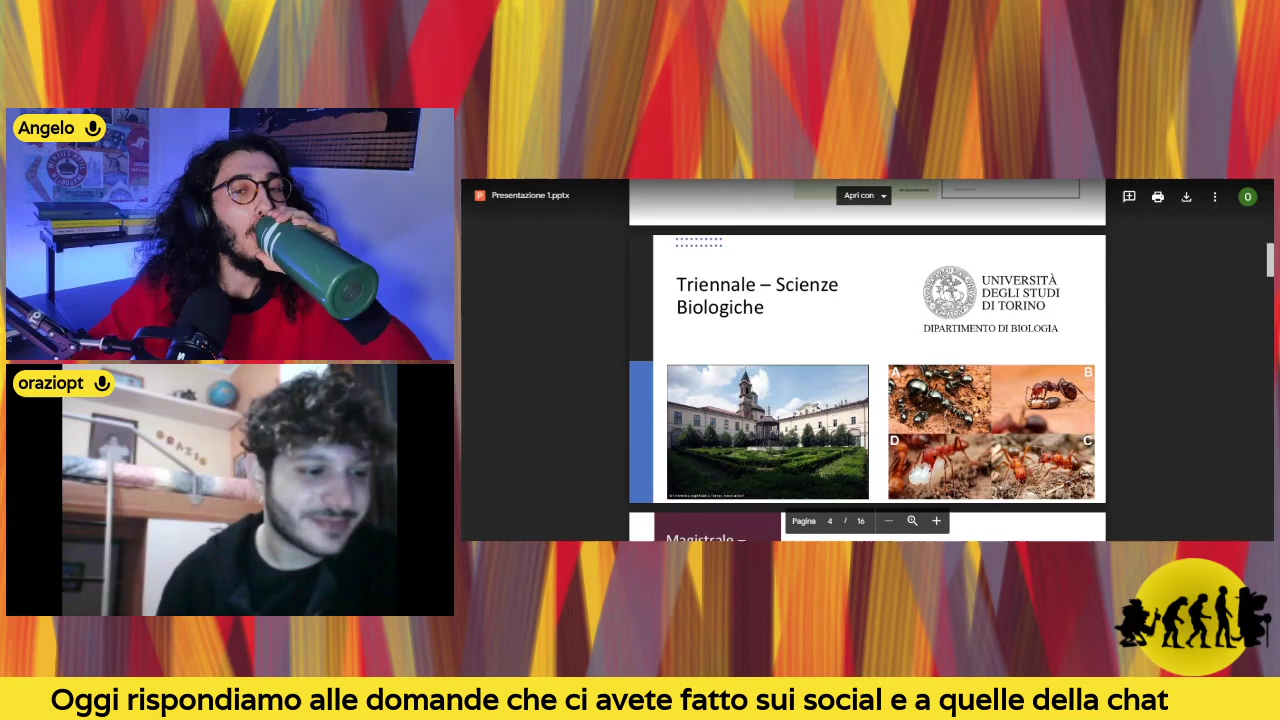 Angelo
oraziopt
ORAZIO
Presentazione 1.pptx
Apri con
O
Triennale – Scienze
Biologiche
UNIVERSITÀ
DEGLI STUDI
DI TORINO
DIPARTIMENTO DI BIOLOGIA
A
B
D
C
Pagina 4 / 16
Magistrale –
Oggi rispondiamo alle domande che ci avete fatto sui social e a quelle della chat